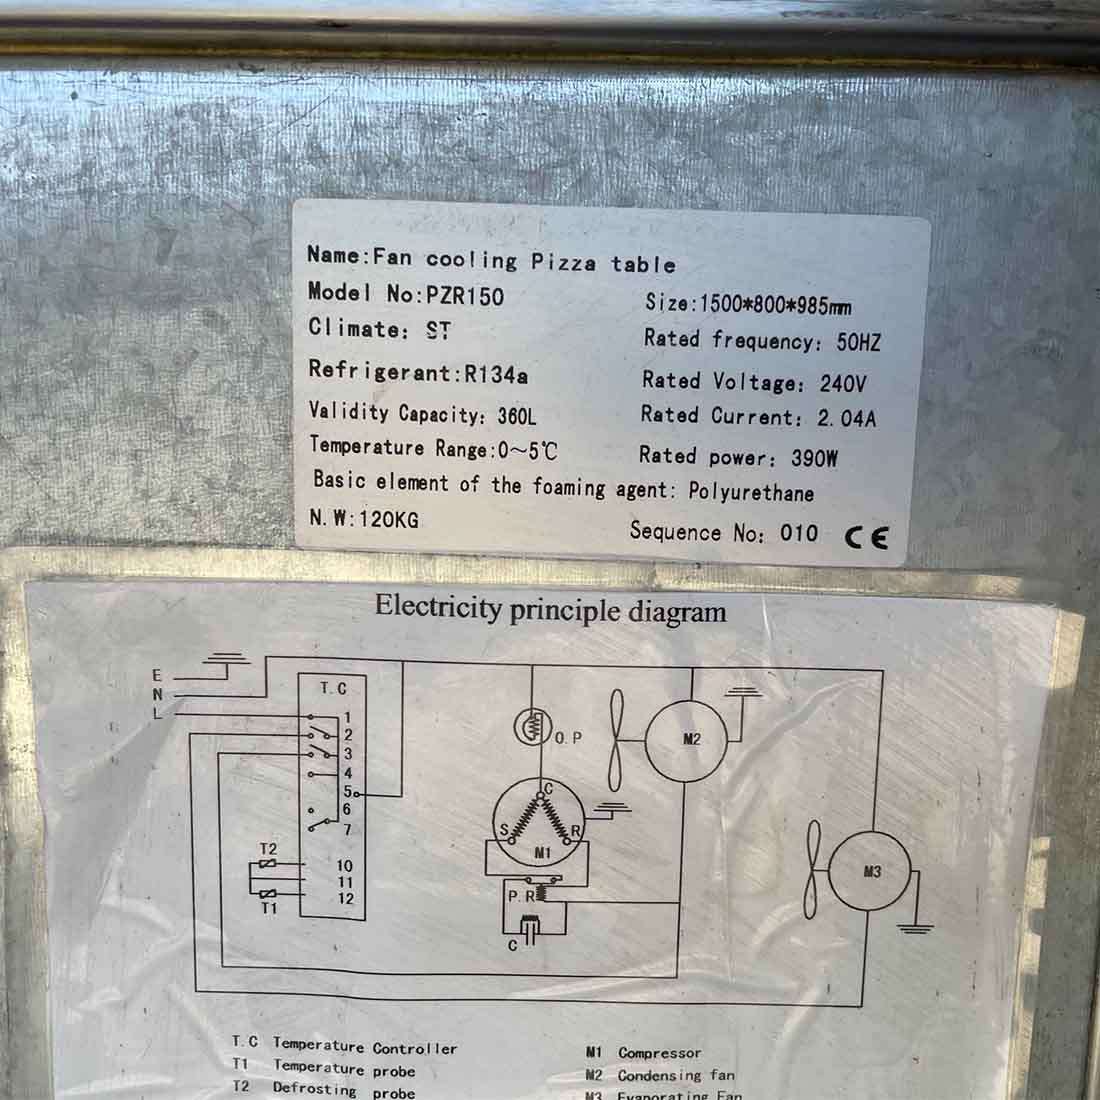 Name:Fan cooling Pizza table
Model No:PZR150
Size:1500*800*985mm
Climate: ST
Rated frequency: 50HZ
Refrigerant:R134a
Rated Voltage: 240V
Validity Capacity: 360L
Rated Current: 2.04A
Temperature Range:0~5℃
Rated power: 390W
Basic element of the foaming agent: Polyurethane
N.W:120KG
Sequence No: 010 CE
Electricity principle diagram
E
N
L
T.C
1
2
3
4
5
6
7
10
11
12
T2
T1
O.P
C
S
R
M1
P.R
C
M2
M3
T.C Temperature Controller
T1 Temperature probe
T2 Defrosting probe
M1 Compressor
M2 Condensing fan
M3 Evaporating Fan